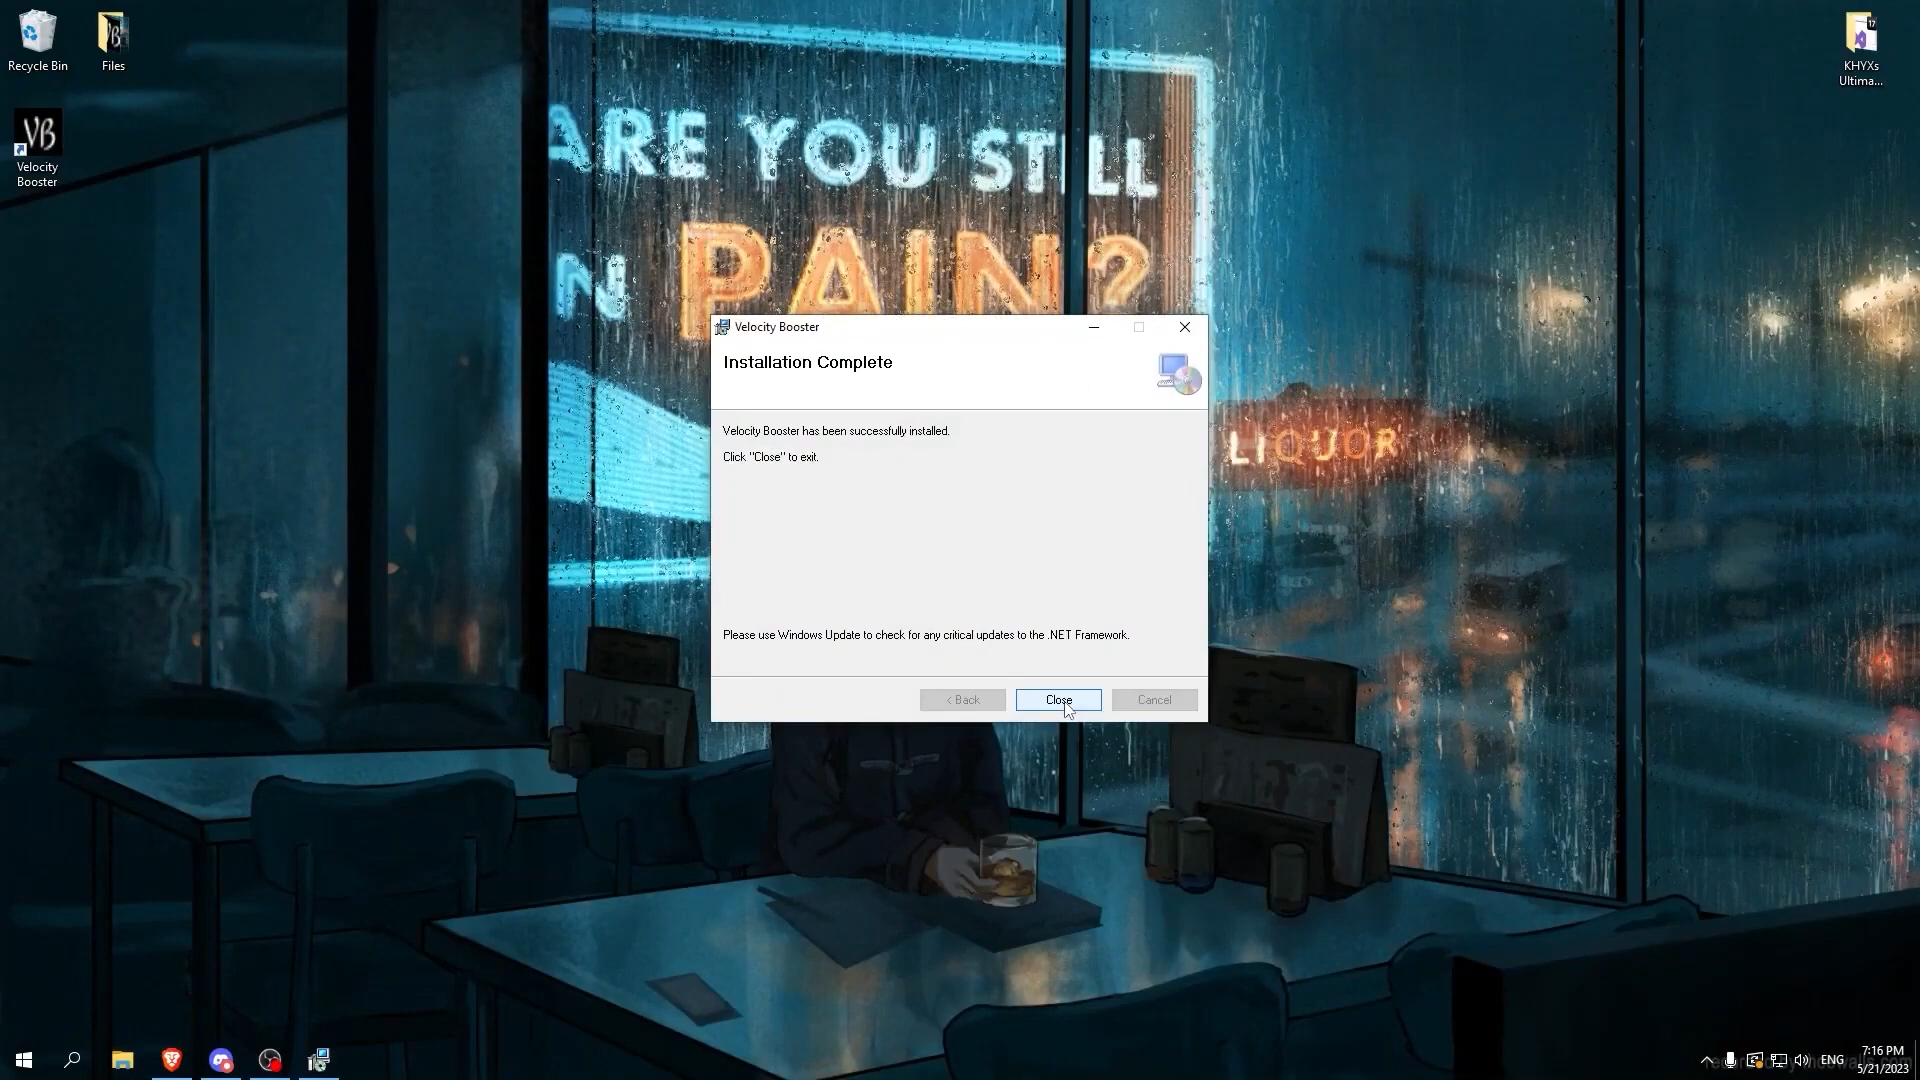 Recycle Bin
Files
Velocity
Booster
VB
KHYXs
Ultima...
17
ARE YOU STILL
N PAIN?
LIQUOR
Velocity Booster
Installation Complete
Velocity Booster has been successfully installed.
Click "Close" to exit.
Please use Windows Update to check for any critical updates to the .NET Framework.
< Back
Close
Cancel
ENG
7:16 PM
5/21/2023